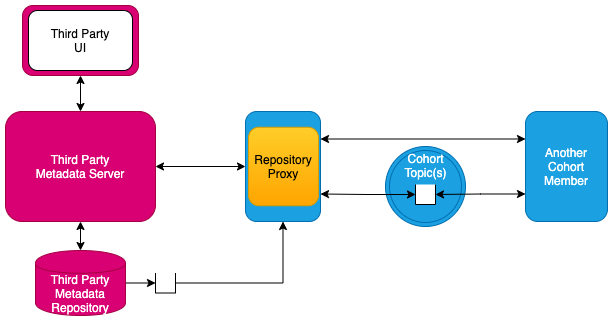 Third Party
UI
Third Party
Metadata Server
Repository
Proxy
Cohort
Topic(s)
Another
Cohort
Member
Third Party
Metadata
Repository